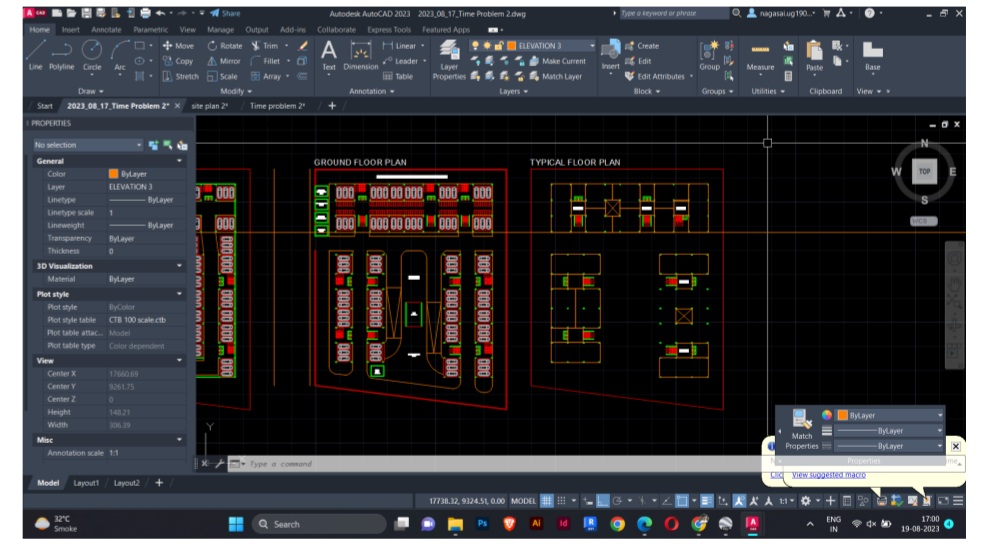 A CAD Share Autodesk AutoCAD 2023 2023_08_17_Time Problem 2.dwg Type a keyword or phrase nagasai.ug190...
Home Insert Annotate Parametric View Manage Output Add-ins Collaborate Express Tools Featured Apps
Move Rotate Trim Linear ELEVATION 3 Create
Line Polyline Circle Arc Copy Mirror Fillet Text Dimension Leader Layer Properties Make Current Insert Edit Group Measure Paste Base
Stretch Scale Array Table Match Layer Edit Attributes
Draw Modify Annotation Layers Block Groups Utilities Clipboard View
Start 2023_08_17_Time Problem 2* site plan 2* Time problem 2*
PROPERTIES
No selection
General
Color ByLayer
Layer ELEVATION 3
Linetype ByLayer
Linetype scale 1
Lineweight ByLayer
Transparency ByLayer
Thickness 0
3D Visualization
Material ByLayer
Plot style
Plot style ByColor
Plot style table CTB 100 scale.ctb
Plot table attac... Model
Plot table type Color dependent
View
Center X 17660.69
Center Y 9261.75
Center Z 0
Height 148.21
Width 306.39
Misc
Annotation scale 1:1
GROUND FLOOR PLAN TYPICAL FLOOR PLAN
N
W TOP E
S
WCS
Y
X
Type a command
Match Properties
ByLayer
ByLayer
ByLayer
Properties
Clic View suggested macro
Model Layout1 Layout2
17738.32, 9324.51, 0.00 MODEL 1:1
32°C
Smoke
Search
ENG
IN
17:00
19-08-2023